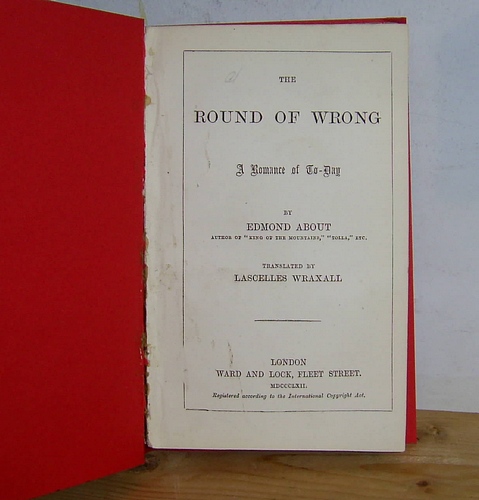 THE
ROUND OF WRONG
A Romance of To-Day
BY
EDMOND ABOUT
AUTHOR OF "KING OF THE MOUNTAINS," "TOLLA," ETC.
TRANSLATED BY
LASCELLES WRAXALL
LONDON
WARD AND LOCK, FLEET STREET.
MDCCCLXII.
Registered according to the International Copyright Act.